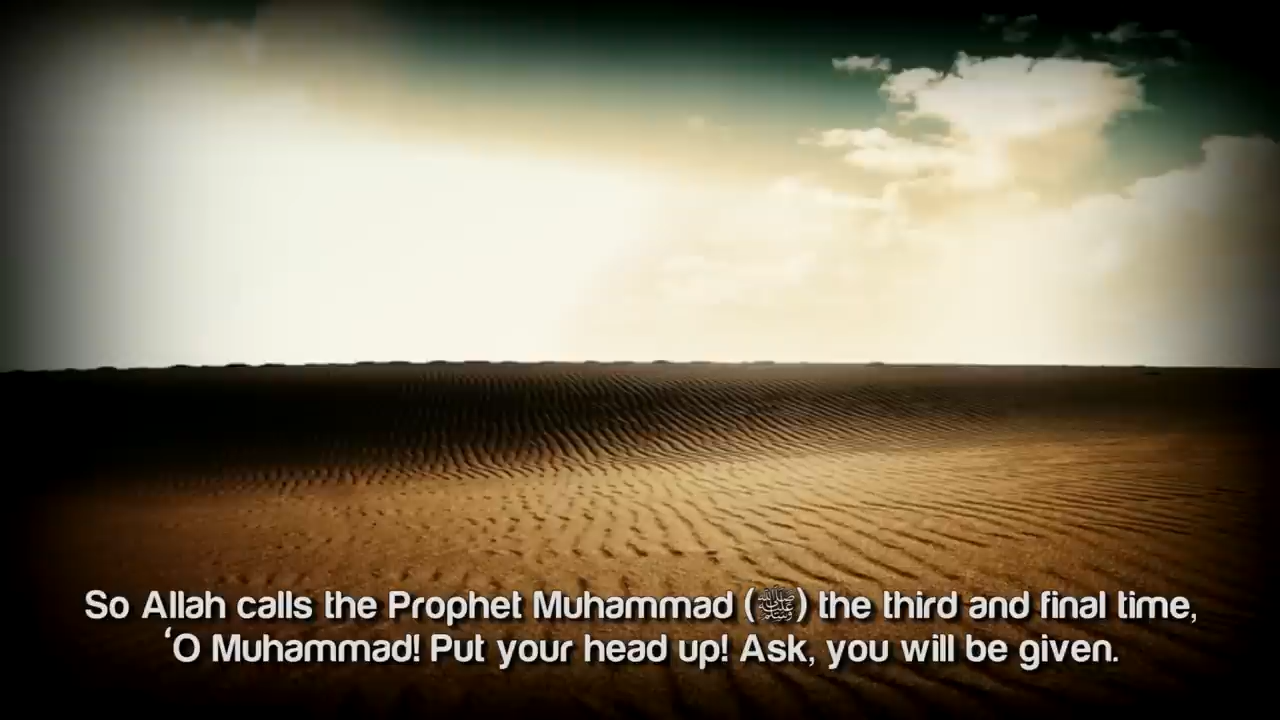 So Allah calls the Prophet Muhammad (ﷺ) the third and final time,
‘O Muhammad! Put your head up! Ask, you will be given.